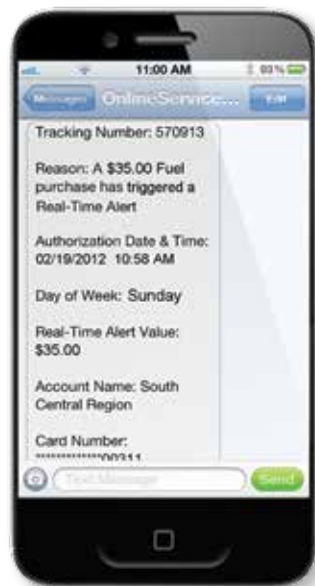 11:00 AM
93%
Messages
OnlineService...
Edit
Tracking Number: 570913
Reason: A $35.00 Fuel
purchase has triggered a
Real-Time Alert
Authorization Date & Time:
02/19/2012 10:58 AM
Day of Week: Sunday
Real-Time Alert Value:
$35.00
Account Name: South
Central Region
Card Number:
Text Message
Send